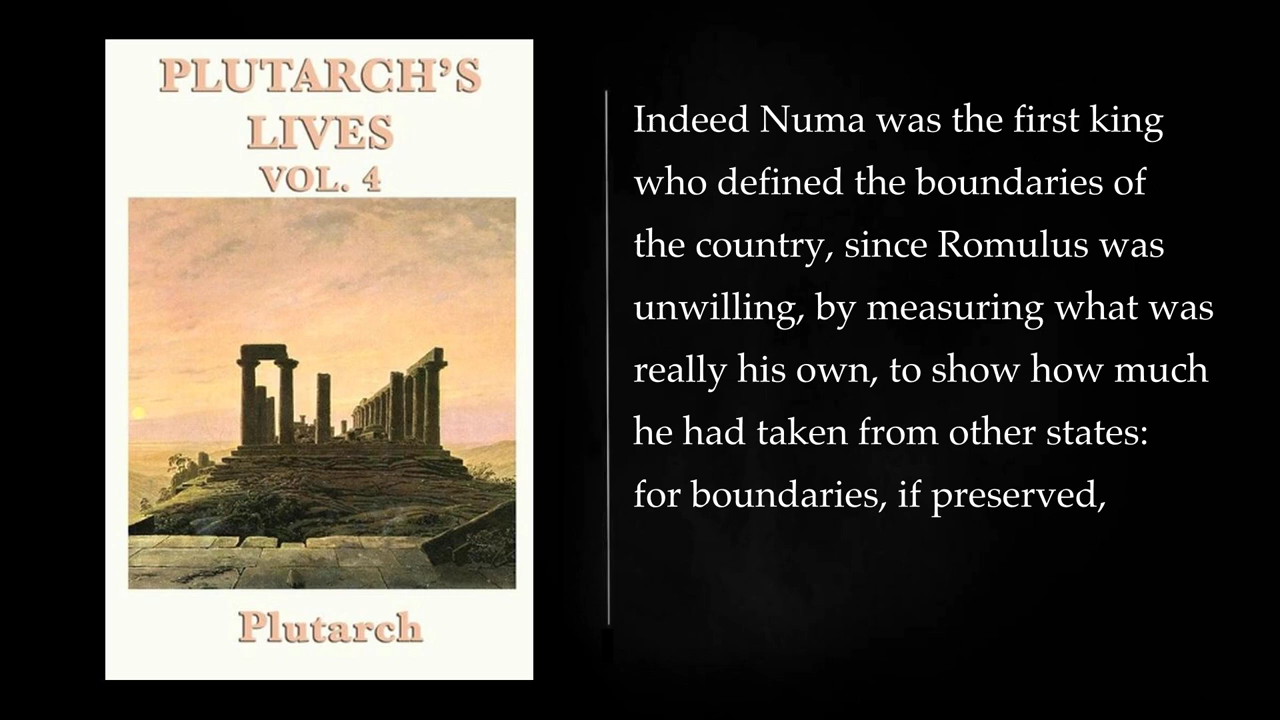 PLUTARCH'S
LIVES
VOL. 4
Plutarch
Indeed Numa was the first king
who defined the boundaries of
the country, since Romulus was
unwilling, by measuring what was
really his own, to show how much
he had taken from other states:
for boundaries, if preserved,